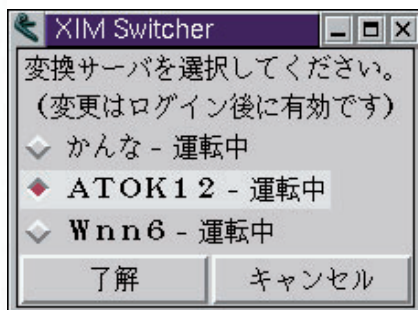 XIM Switcher
変換サーバを選択してください。
（変更はログイン後に有効です）
かんな - 運転中
ATOK12 - 運転中
Wnn6 - 運転中
了解 キャンセル